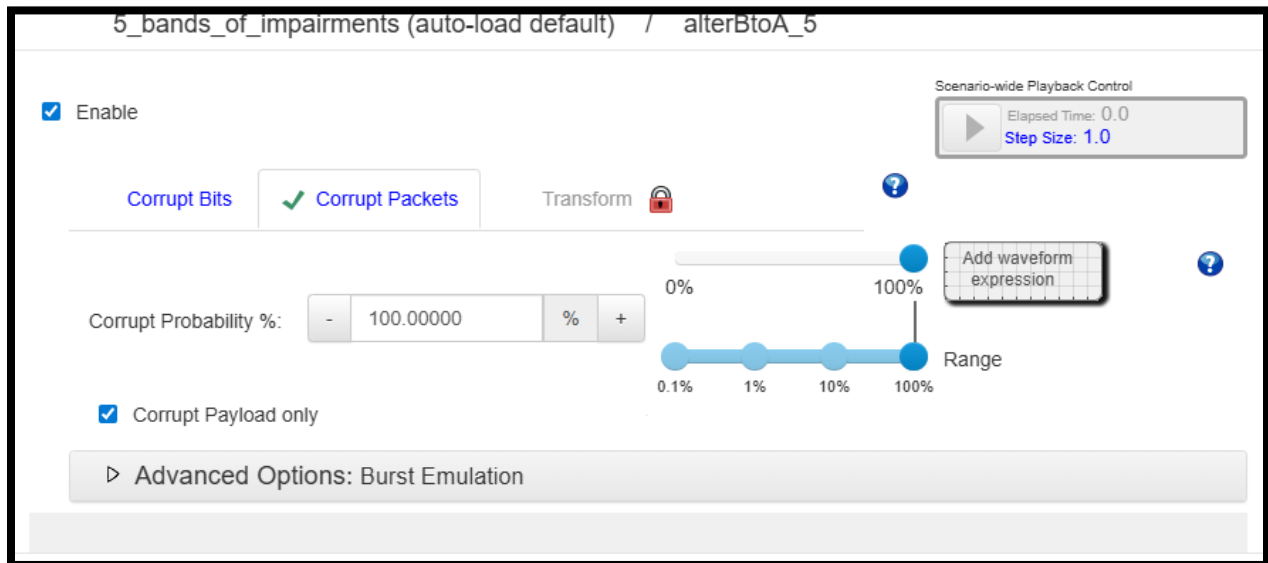 5_bands_of_impairments (auto-load default) / alterBtoA_5
Scenario-wide Playback Control
Enable
Elapsed Time: 0.0
Step Size: 1.0
Corrupt Bits
Corrupt Packets
Transform
?
Add waveform
expression
?
0%
100%
Corrupt Probability %:
-
100.00000
%
+
Range
0.1%
1%
10%
100%
Corrupt Payload only
Advanced Options: Burst Emulation